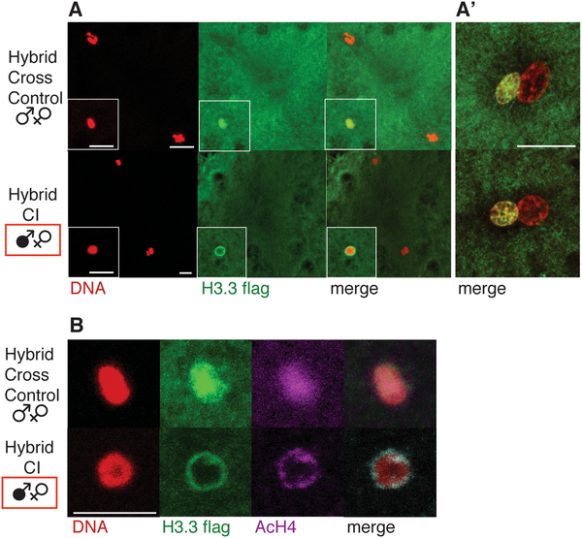 A
A'
Hybrid
Cross
Control
Hybrid
CI
DNA
H3.3 flag
merge
merge
B
Hybrid
Cross
Control
Hybrid
CI
DNA
H3.3 flag
AcH4
merge